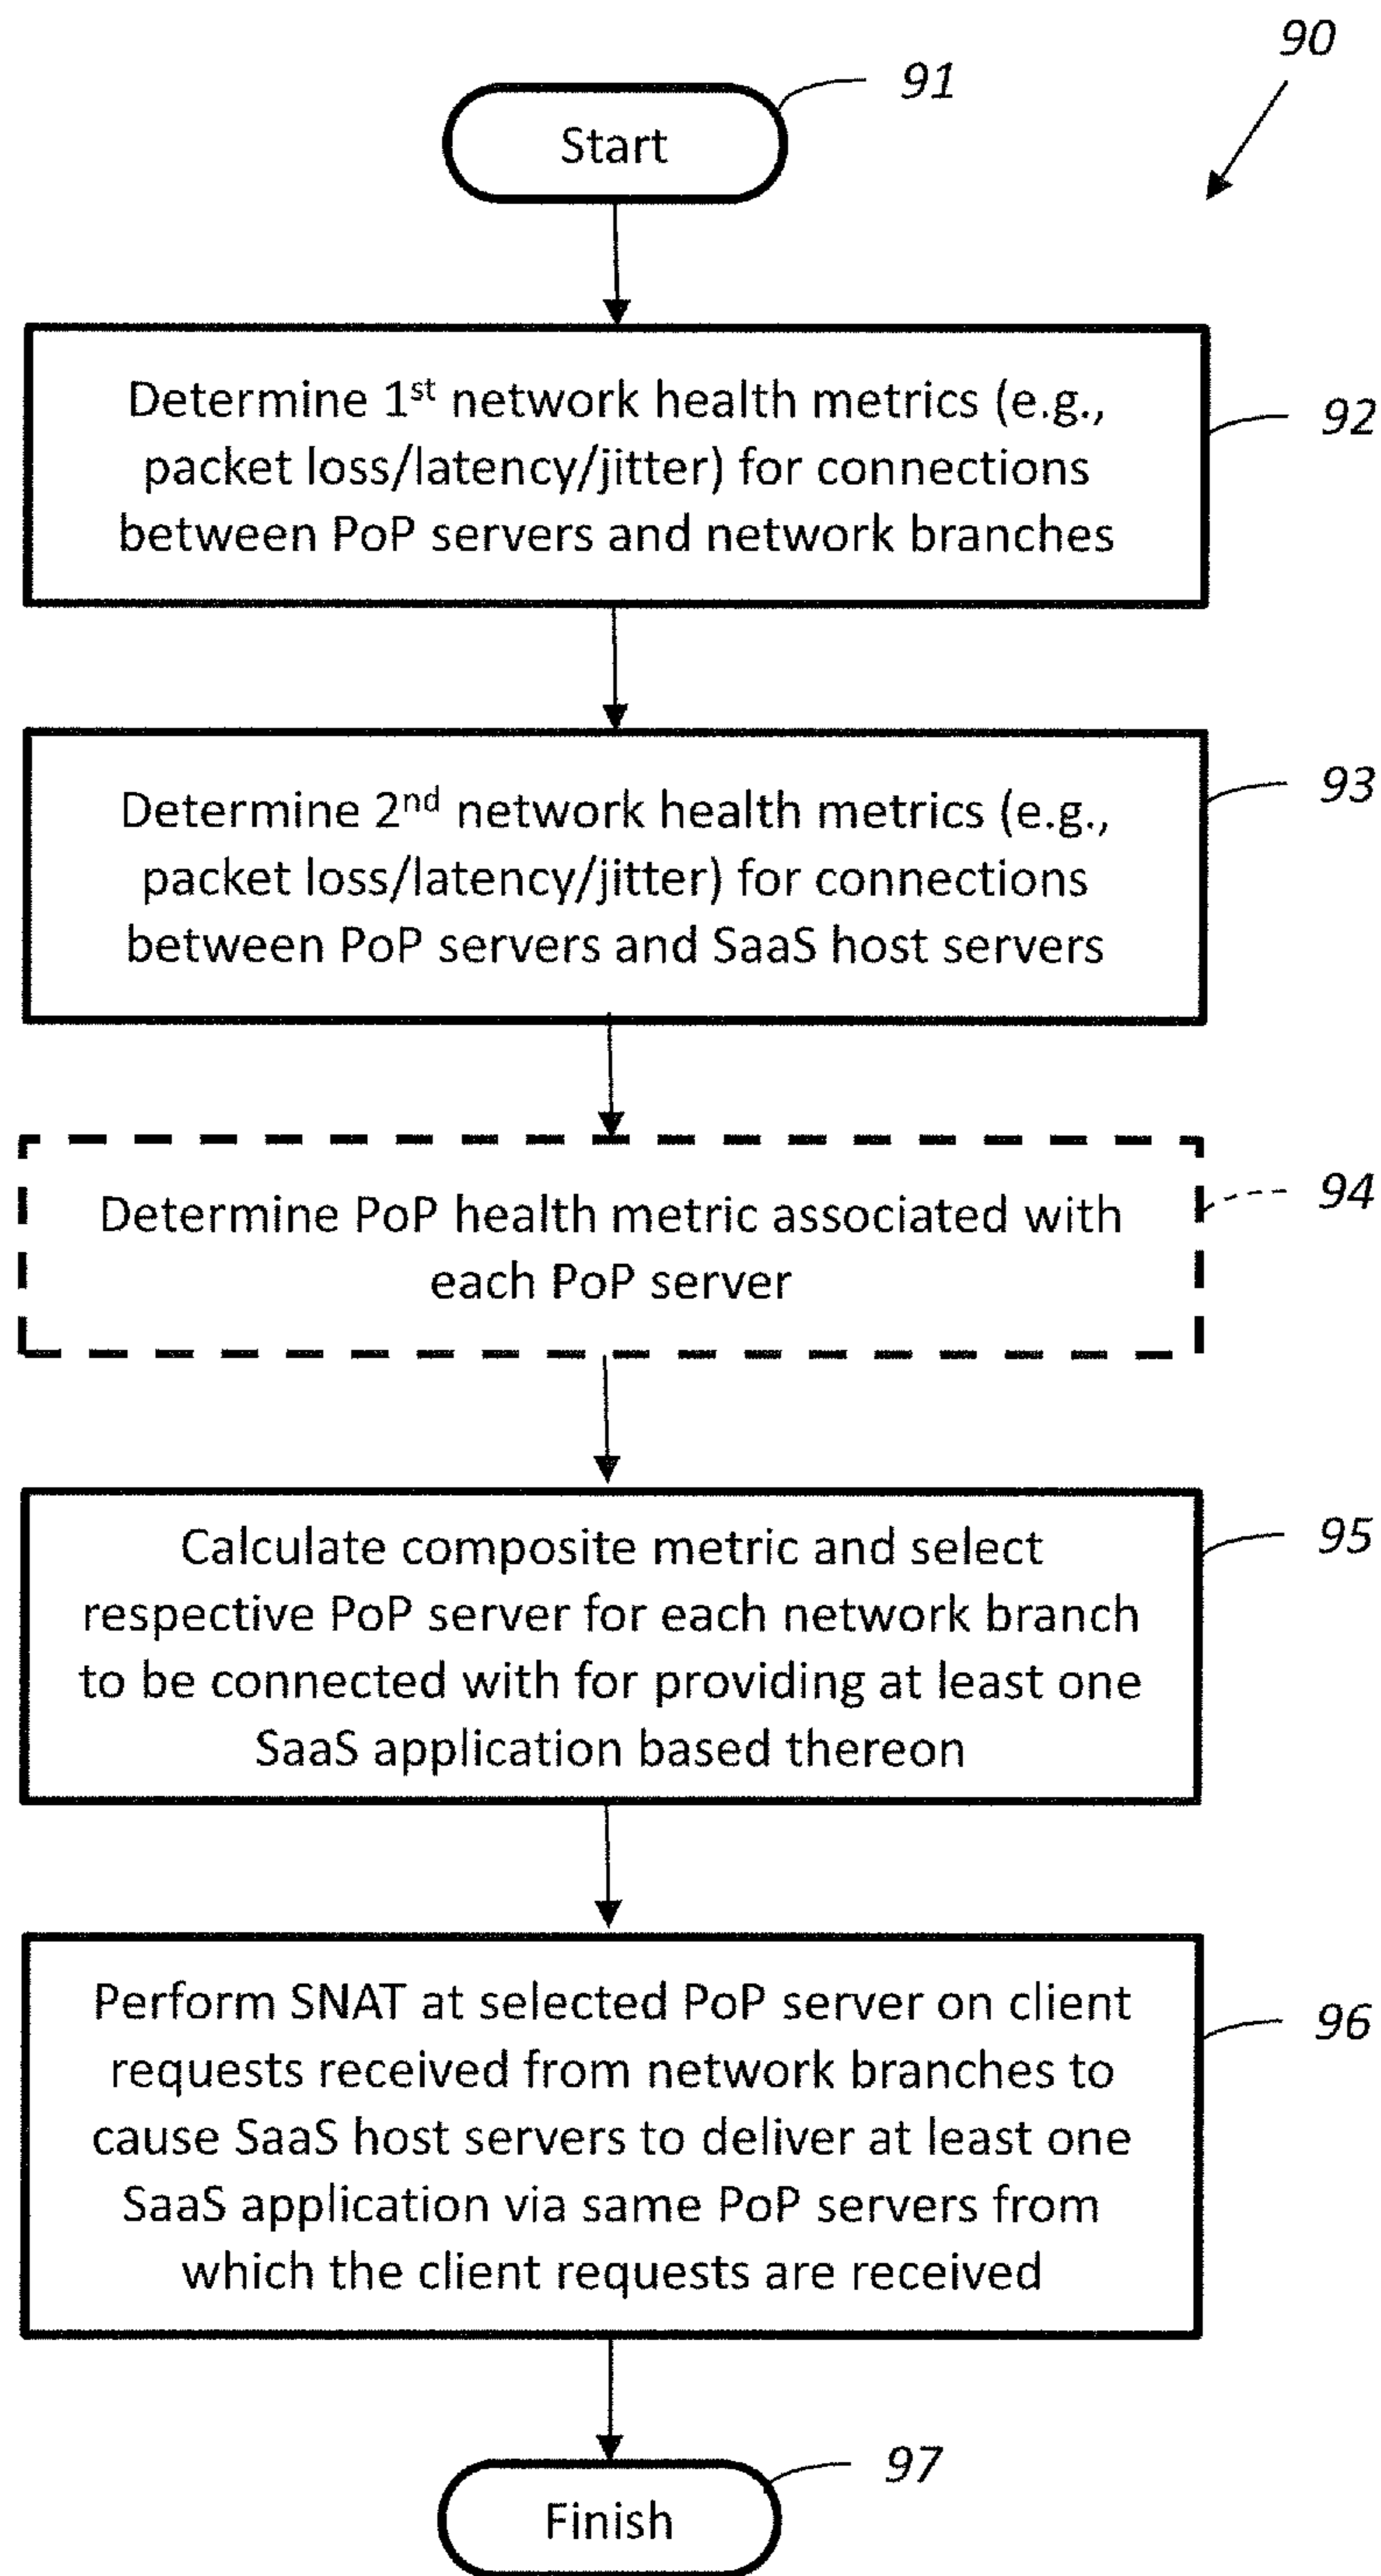 90
91
Start
Determine 1st network health metrics (e.g.,
packet loss/latency/jitter) for connections
between PoP servers and network branches
92
Determine 2nd network health metrics (e.g.,
packet loss/latency/jitter) for connections
between PoP servers and SaaS host servers
93
Determine PoP health metric associated with
each PoP server
94
Calculate composite metric and select
respective PoP server for each network branch
to be connected with for providing at least one
SaaS application based thereon
95
Perform SNAT at selected PoP server on client
requests received from network branches to
cause SaaS host servers to deliver at least one
SaaS application via same PoP servers from
which the client requests are received
96
97
Finish